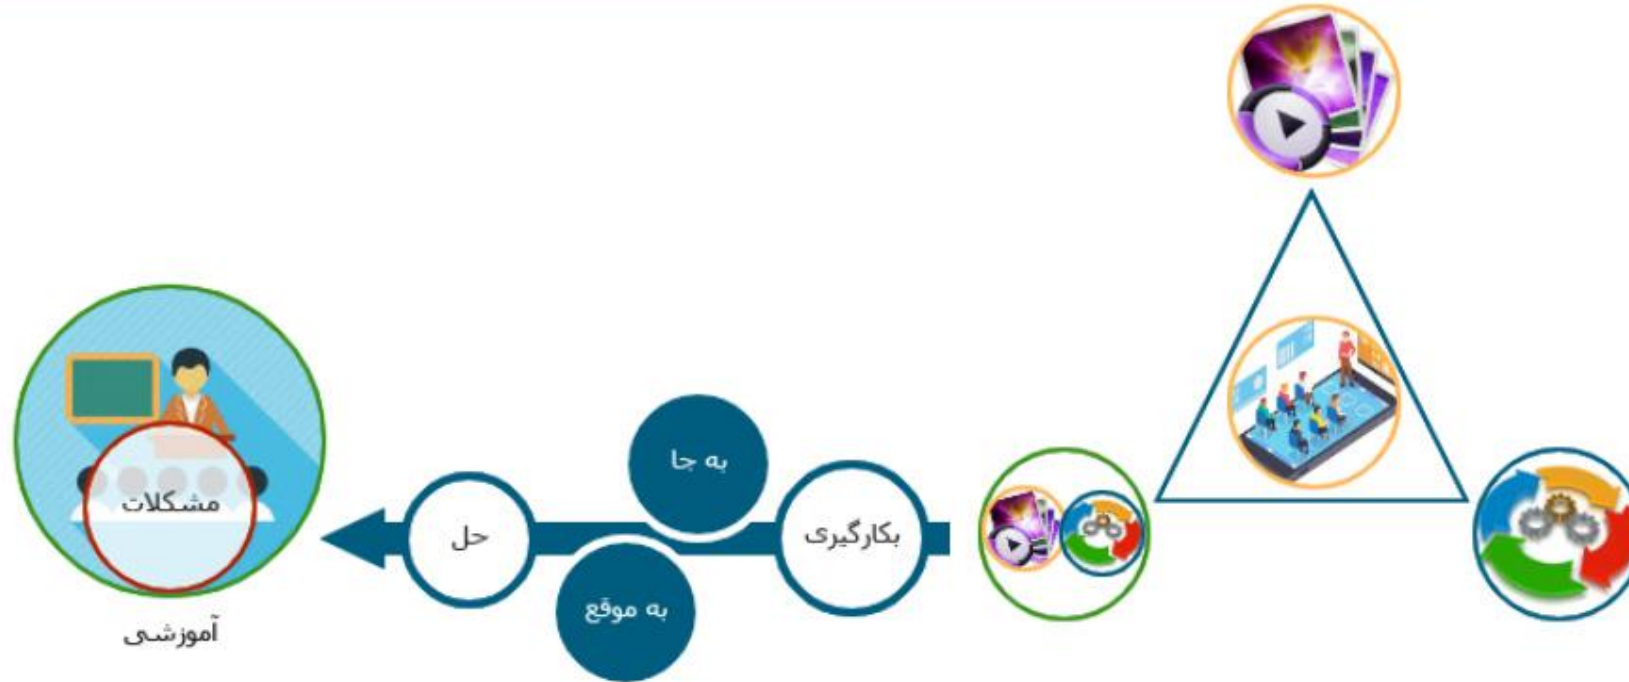 بکارگیری
به جا
به موقع
حل
مشکلات
آموزشی